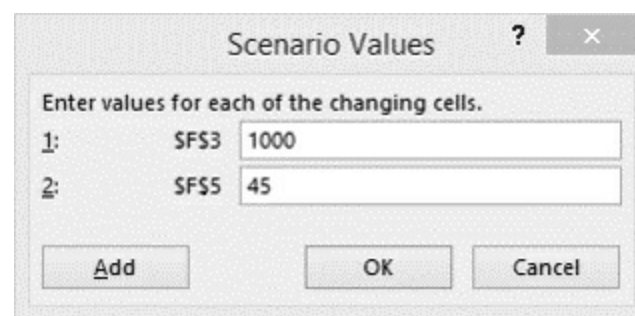 Scenario Values ? ×
Enter values for each of the changing cells.
1: $F$3 1000
2: $F$5 45
Add OK Cancel